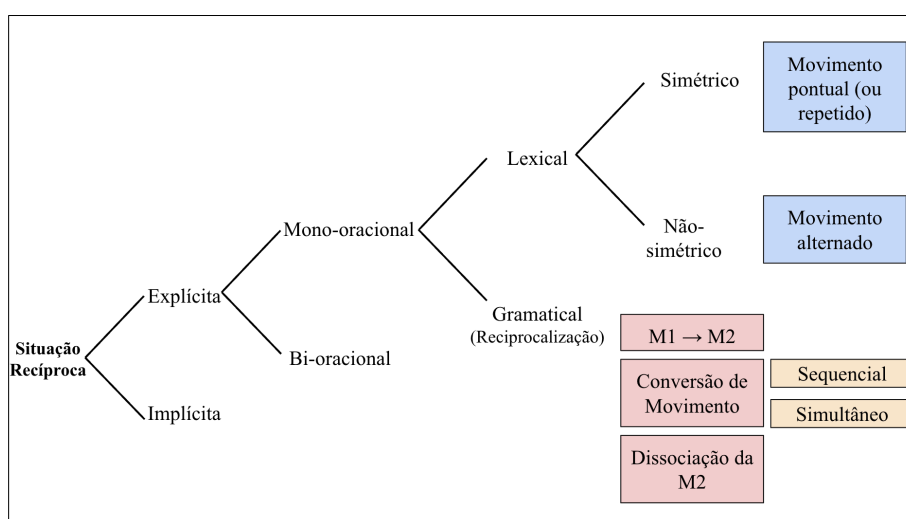 Simétrico
Movimento
pontual (ou
repetido)
Lexical
Não-
simétrico
Movimento
alternado
Mono-oracional
Explícita
Gramatical
(Reciprocalização)
M1 → M2
Situação
Recíproca
Bi-oracional
Conversão de
Movimento
Sequencial
Simultâneo
Implícita
Dissociação da
M2